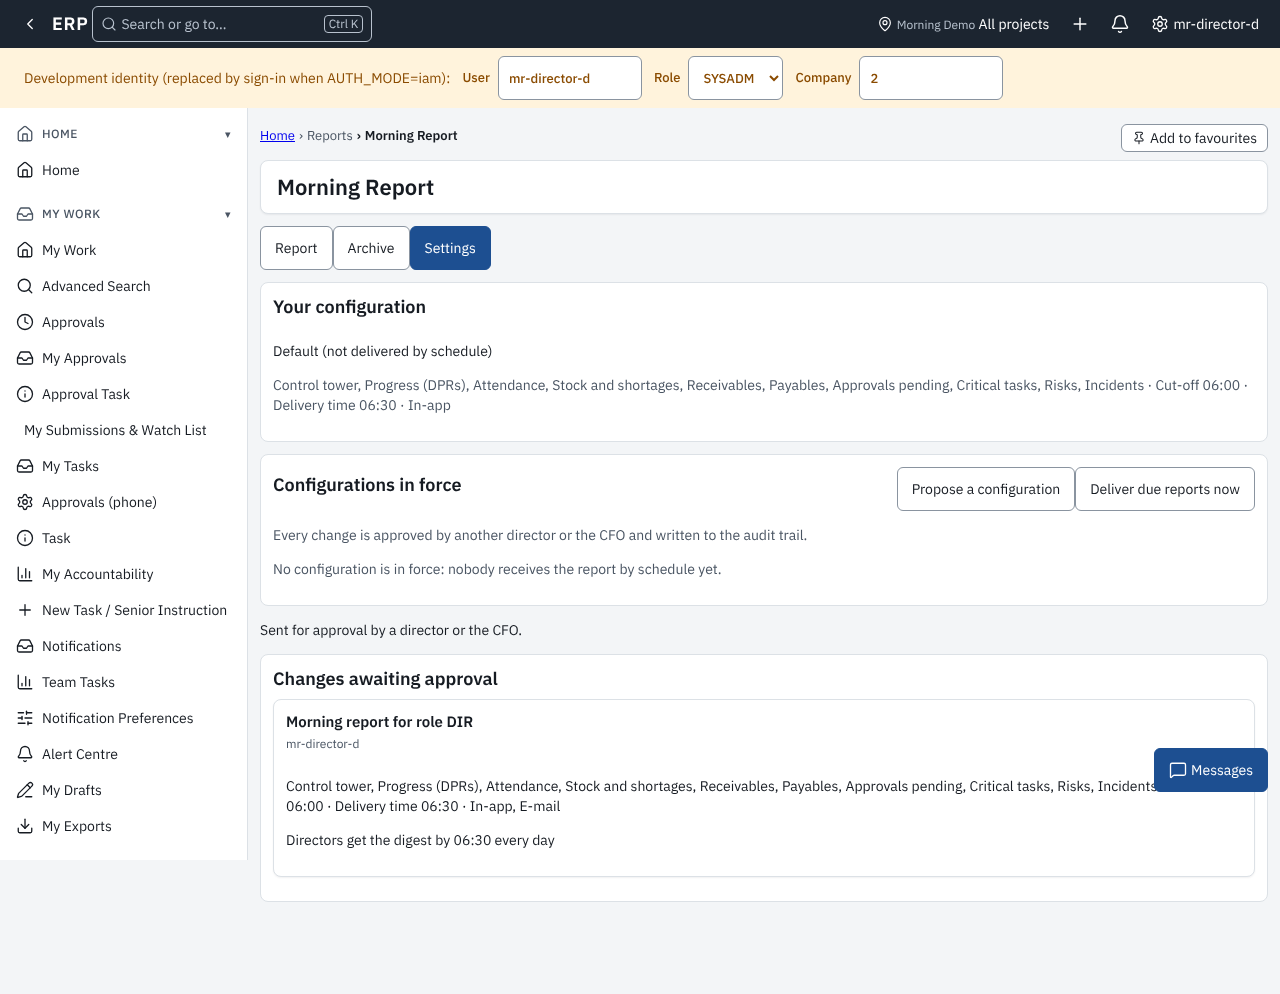 ERP
Search or go to...
Ctrl K
Morning Demo All projects
mr-director-d
Development identity (replaced by sign-in when AUTH_MODE=iam):
User
mr-director-d
Role
SYSADM
Company
2
HOME
Home
MY WORK
My Work
Advanced Search
Approvals
My Approvals
Approval Task
My Submissions & Watch List
My Tasks
Approvals (phone)
Task
My Accountability
New Task / Senior Instruction
Notifications
Team Tasks
Notification Preferences
Alert Centre
My Drafts
My Exports
Home › Reports › Morning Report
Add to favourites
Morning Report
Report
Archive
Settings
Your configuration
Default (not delivered by schedule)
Control tower, Progress (DPRs), Attendance, Stock and shortages, Receivables, Payables, Approvals pending, Critical tasks, Risks, Incidents · Cut-off 06:00 ·
Delivery time 06:30 · In-app
Configurations in force
Propose a configuration
Deliver due reports now
Every change is approved by another director or the CFO and written to the audit trail.
No configuration is in force: nobody receives the report by schedule yet.
Sent for approval by a director or the CFO.
Changes awaiting approval
Morning report for role DIR
mr-director-d
Control tower, Progress (DPRs), Attendance, Stock and shortages, Receivables, Payables, Approvals pending, Critical tasks, Risks, Incidents
06:00 · Delivery time 06:30 · In-app, E-mail
Directors get the digest by 06:30 every day
Messages